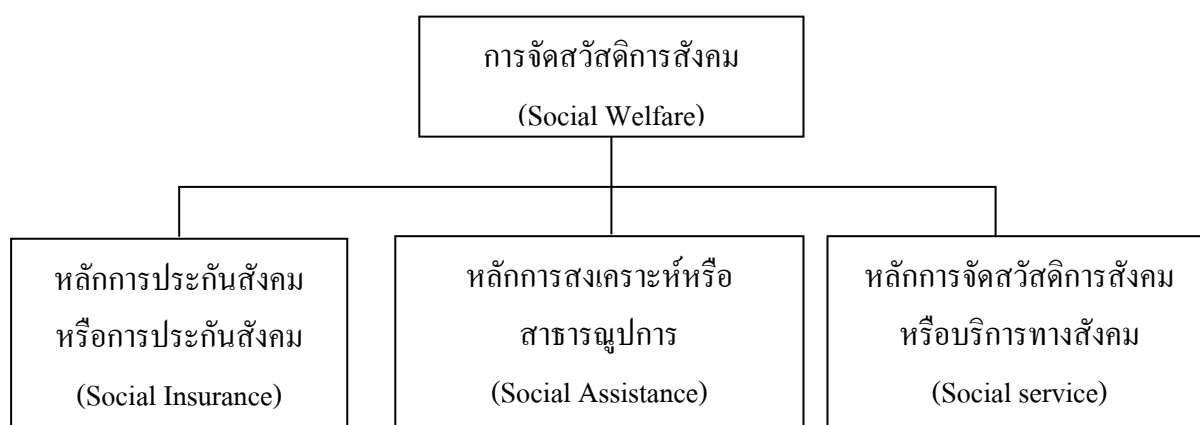 การจัดสวัสดิการสังคม
(Social Welfare)
หลักการประกันสังคม
หรือการประกันสังคม
(Social Insurance)
หลักการสงเคราะห์หรือ
สาธารณูปการ
(Social Assistance)
หลักการจัดสวัสดิการสังคม
หรือบริการทางสังคม
(Social service)